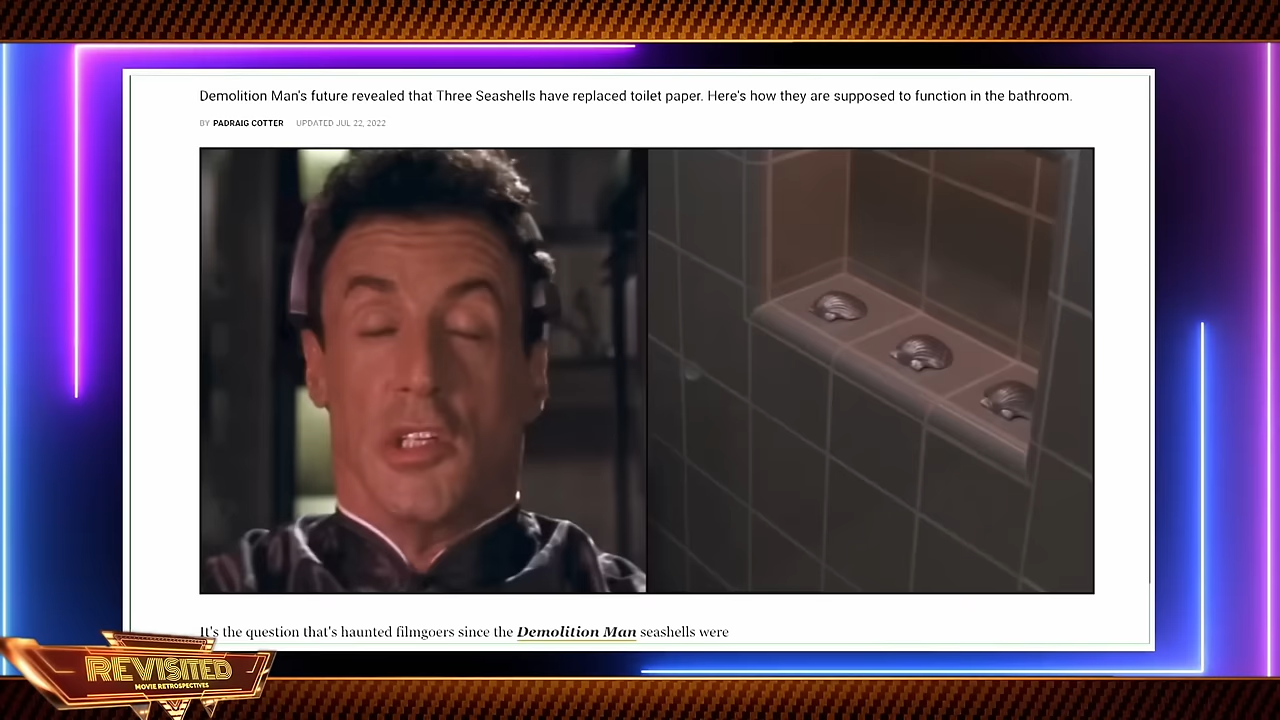 Demolition Man's future revealed that Three Seashells have replaced toilet paper. Here's how they are supposed to function in the bathroom.
BY PADRAIG COTTER UPDATED JUL 22, 2022
It's the question that's haunted filmgoers since the Demolition Man seashells were
REVISITED
MOVIE RETROSPECTIVES